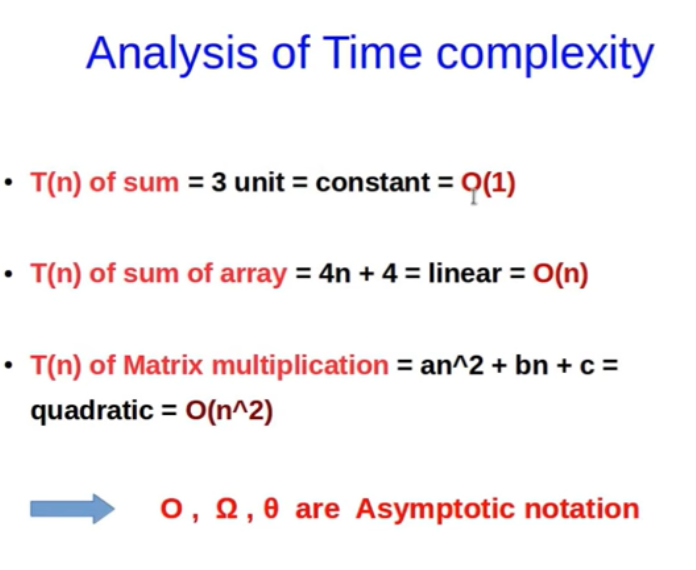 Analysis of Time complexity
• T(n) of sum = 3 unit = constant = O(1)
• T(n) of sum of array = 4n + 4 = linear = O(n)
• T(n) of Matrix multiplication = an^2 + bn + c =
quadratic = O(n^2)
O , Ω , θ are Asymptotic notation